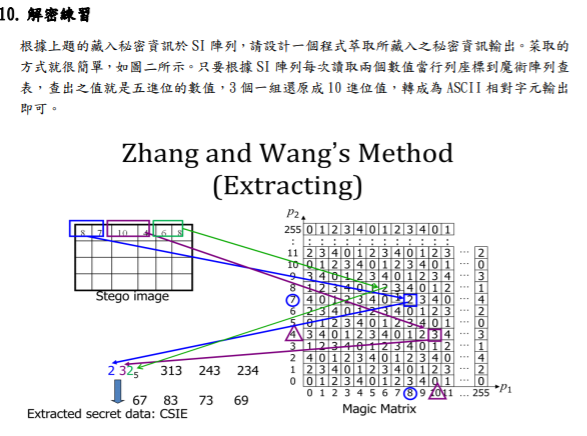 10. 解密練習
根據上題的藏入秘密資訊於 SI 陣列，請設計一個程式萃取所藏入之秘密資訊輸出。萃取的
方式就很簡單，如圖二所示。只要根據 SI 陣列每次讀取兩個數值當行列座標到魔術陣列查
表，查出之值就是五進位的數值，3 個一組還原成 10 進位值，轉成為 ASCII 相對字元輸出
即可。
Zhang and Wang's Method
(Extracting)
8 7 10 4 6 8
Stego image
p2
255 0 1 2 3 4 0 1 2 3 4 0 1
: : : : : : : : : : : : :
11 2 3 4 0 1 2 3 4 0 1 2 3 … 2
10 0 1 2 3 4 0 1 2 3 4 0 1 … 0
9 3 4 0 1 2 3 4 0 1 2 3 4 … 3
8 1 2 3 4 0 1 2 3 4 0 1 2 … 1
7 4 0 1 2 3 4 0 1 2 3 4 0 … 4
6 2 3 4 0 1 2 3 4 0 1 2 3 … 2
5 0 1 2 3 4 0 1 2 3 4 0 1 … 0
4 3 4 0 1 2 3 4 0 1 2 3 4 … 3
3 1 2 3 4 0 1 2 3 4 0 1 2 … 1
2 4 0 1 2 3 4 0 1 2 3 4 0 … 4
1 2 3 4 0 1 2 3 4 0 1 2 3 … 2
0 0 1 2 3 4 0 1 2 3 4 0 1 … 0
0 1 2 3 4 5 6 7 8 9 10 11 … 255 p1
Magic Matrix
2 3 2 5 313 243 234
67 83 73 69
Extracted secret data: CSIE